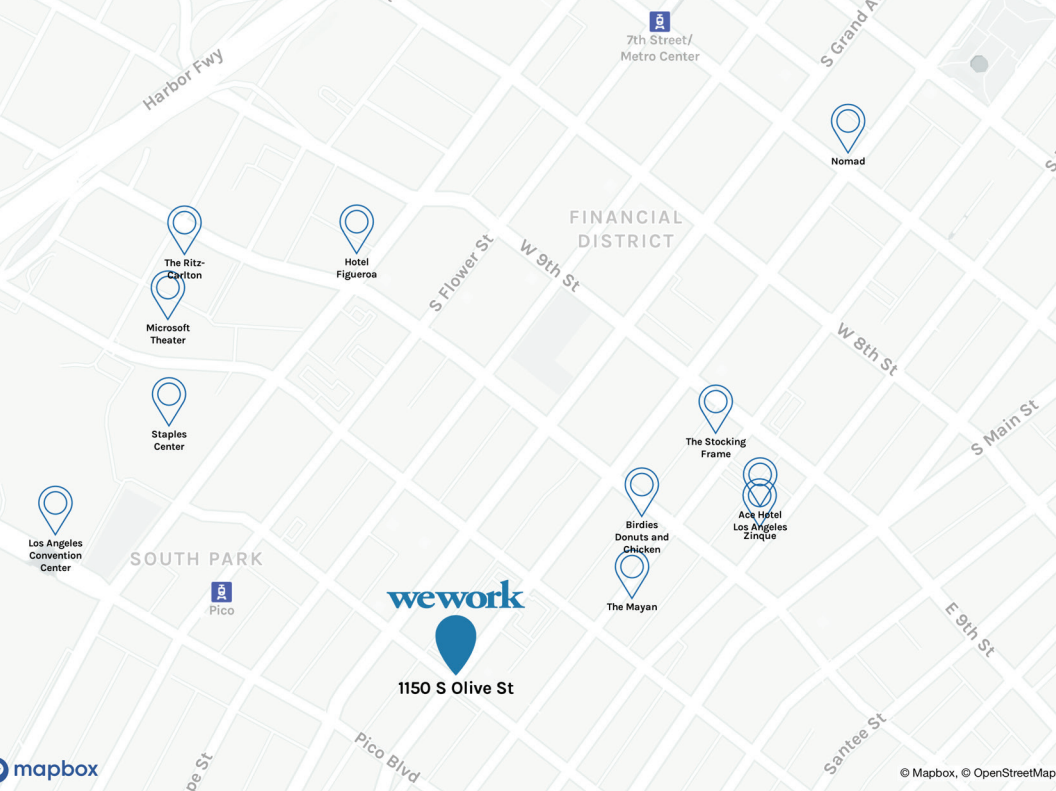 7th Street/
Metro Center
S Grand A
Harbor Fwy
Nomad
FINANCIAL
DISTRICT
The Ritz-
Carlton
Hotel
Figueroa
S Flower St
W 9th St
Microsoft
Theater
W 8th St
Staples
Center
S Main St
The Stocking
Frame
Ace Hotel
Los Angeles
Zinque
Birdies
Donuts and
Chicken
Los Angeles
Convention
Center
SOUTH PARK
Pico
wework
The Mayan
E 9th St
1150 S Olive St
Pico Blvd
Santee St
pe St
mapbox
© Mapbox, © OpenStreetMap